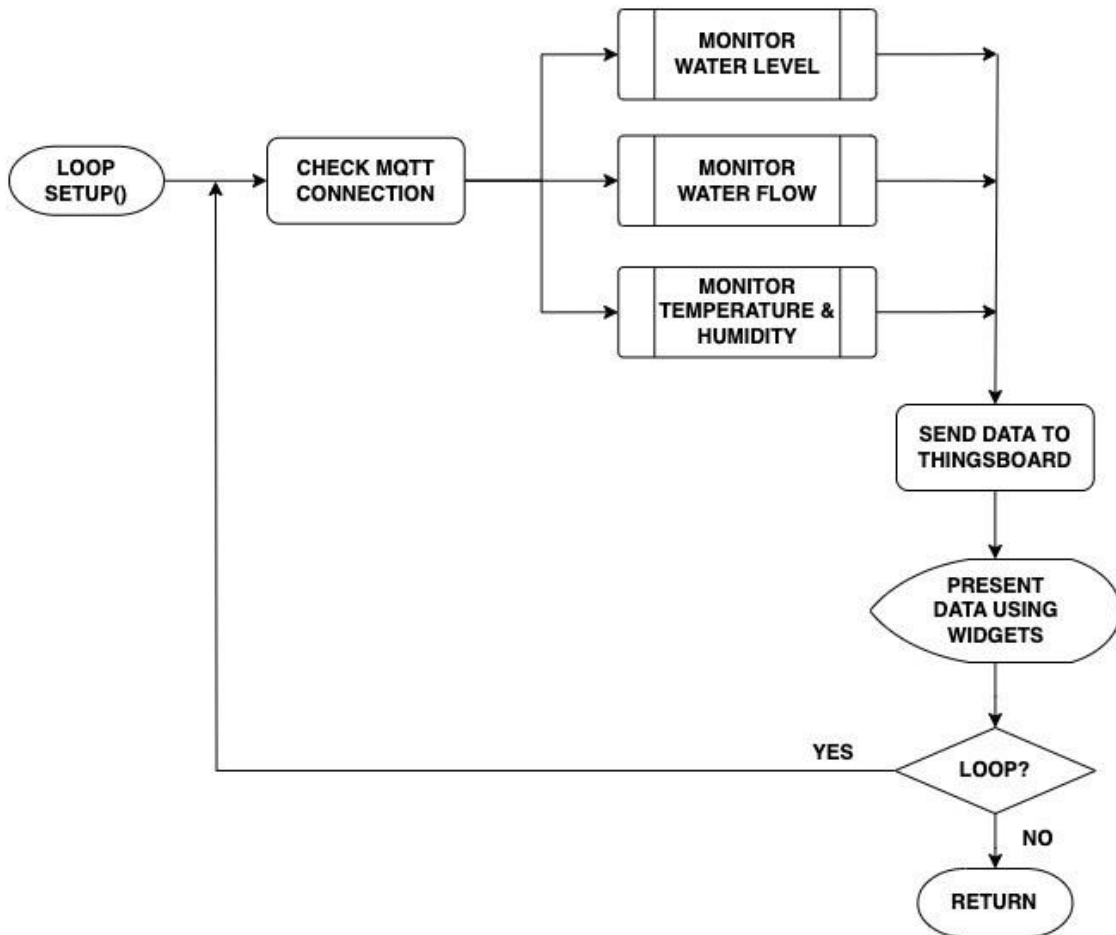 LOOP
SETUP()
CHECK MQTT
CONNECTION
MONITOR
WATER LEVEL
MONITOR
WATER FLOW
MONITOR
TEMPERATURE &
HUMIDITY
SEND DATA TO
THINGSBOARD
PRESENT
DATA USING
WIDGETS
LOOP?
YES
NO
RETURN